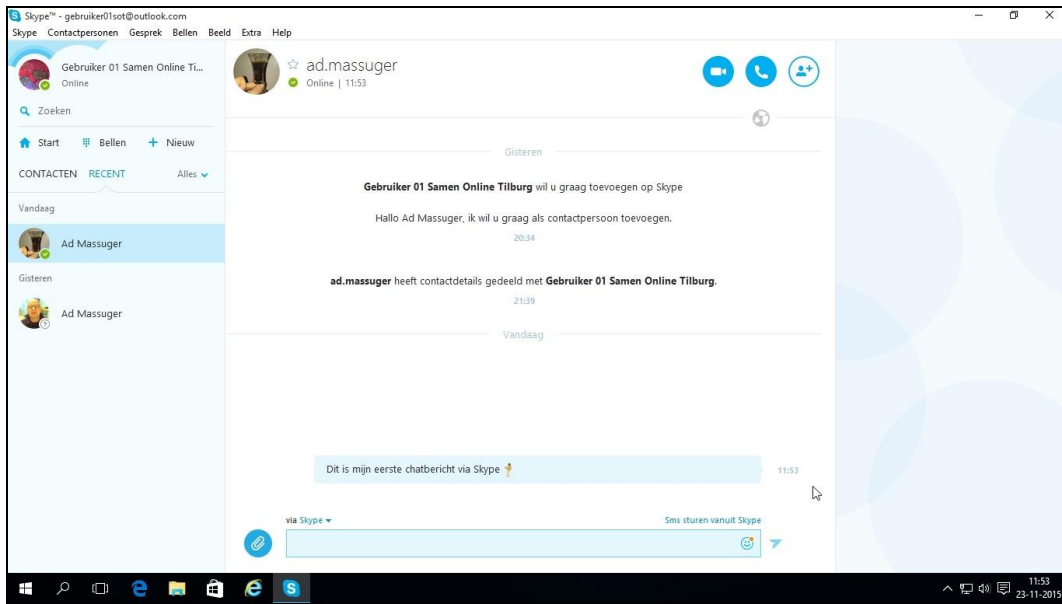 Skype™ - gebruiker01sot@outlook.com
Skype Contactpersonen Gesprek Bellen Beeld Extra Help
Gebruiker 01 Samen Online Ti...
Online
Zoeken
Start Bellen Nieuw
CONTACTEN RECENT Alles
Vandaag
Ad Massuger
Gisteren
Ad Massuger
ad.massuger
Online | 11:53
Gisteren
Gebruiker 01 Samen Online Tilburg wil u graag toevoegen op Skype
Hallo Ad Massuger, ik wil u graag als contactpersoon toevoegen.
20:34
ad.massuger heeft contactdetails gedeeld met Gebruiker 01 Samen Online Tilburg.
21:39
Vandaag
Dit is mijn eerste chatbericht via Skype
11:53
via Skype
Sms sturen vanuit Skype
11:53
23-11-2015